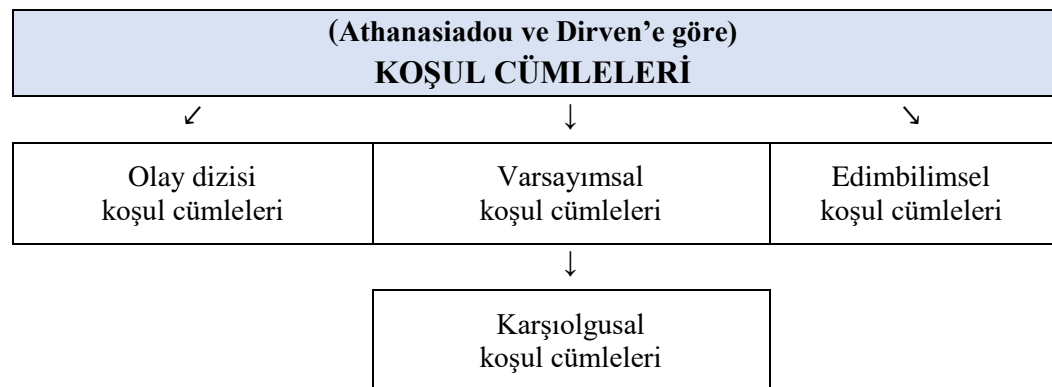 (Athanasiadou ve Dirven’e göre)
KOŞUL CÜMLELERİ
↙ ↓ ↘
Olay dizisi
koşul cümleleri
Varsayımsal
koşul cümleleri
Edimbilimsel
koşul cümleleri
↓
Karşıolgusal
koşul cümleleri